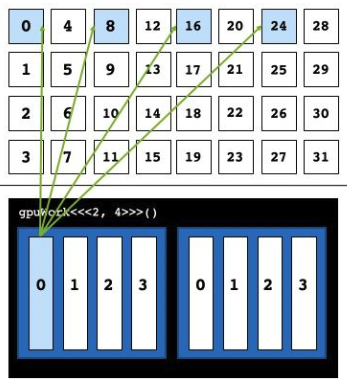 0 4 8 12 16 20 24 28
1 5 9 13 17 21 25 29
2 6 10 14 18 22 26 30
3 7 11 15 19 23 27 31
gpuWork<<<2, 4>>>()
0 1 2 3 0 1 2 3